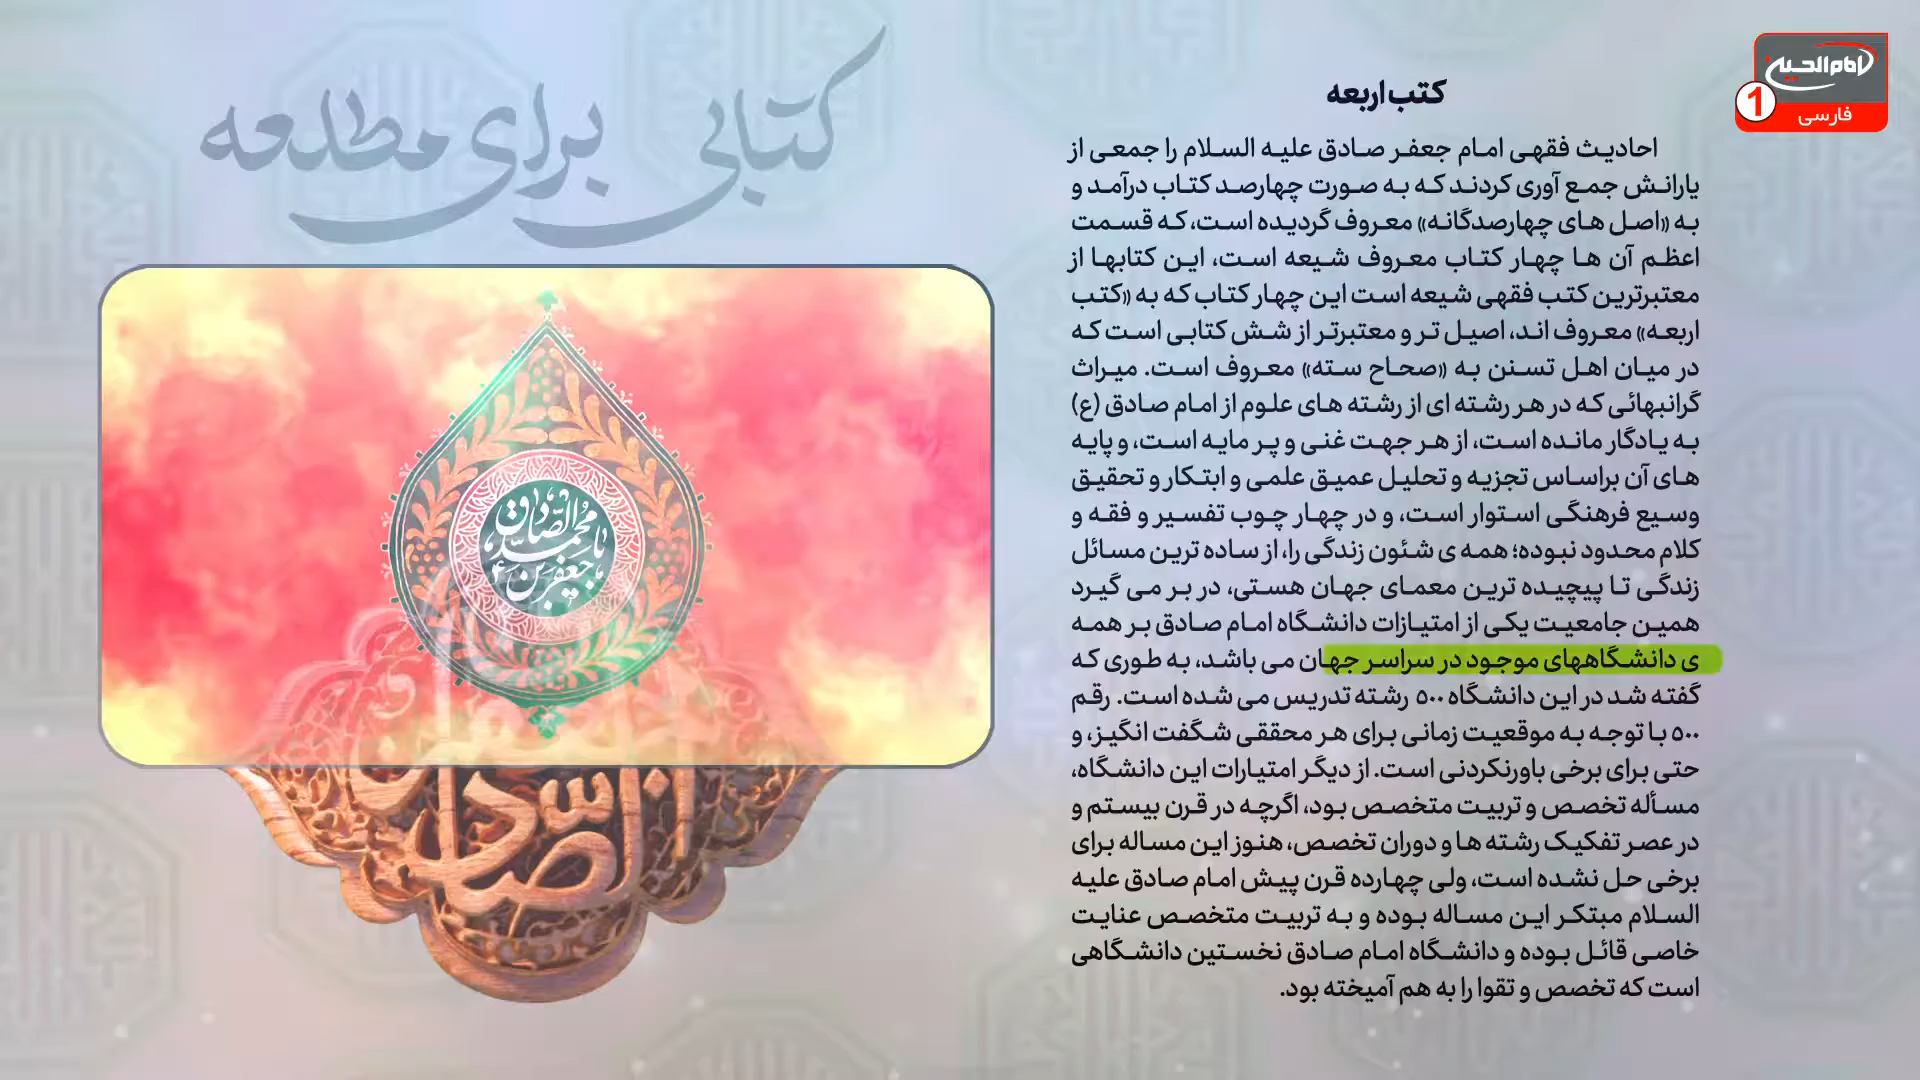 کتابی برای مطالعه
امام الحسین
1
فارسی
کتب اربعه
احادیث فقهی امام جعفر صادق علیه السلام را جمعی از
یارانش جمع آوری کردند که به صورت چهارصد کتاب درآمد و
به «اصل های چهارصدگانه» معروف گردیده است، که قسمت
اعظم آن ها چهار کتاب معروف شیعه است، این کتابها از
معتبرترین کتب فقهی شیعه است این چهار کتاب که به «کتب
اربعه» معروف اند، اصیل تر و معتبرتر از شش کتابی است که
در میان اهل تسنن به «صحاح سته» معروف است. میراث
گرانبهائی که در هر رشته ای از رشته های علوم از امام صادق (ع)
به یادگار مانده است، از هر جهت غنی و پر مایه است، و پایه
های آن براساس تجزیه و تحلیل عمیق علمی و ابتکار و تحقیق
وسیع فرهنگی استوار است، و در چهار چوب تفسیر و فقه و
کلام محدود نبوده؛ همه ی شئون زندگی را، از ساده ترین مسائل
زندگی تا پیچیده ترین معمای جهان هستی، در بر می گیرد
همین جامعیت یکی از امتیازات دانشگاه امام صادق بر همه
ی دانشگاههای موجود در سراسر جهان می باشد، به طوری که
گفته شد در این دانشگاه ۵۰۰ رشته تدریس می شده است. رقم
۵۰۰ با توجه به موقعیت زمانی برای هر محققی شگفت انگیز، و
حتی برای برخی باورنکردنی است. از دیگر امتیارات این دانشگاه،
مسأله تخصص و تربیت متخصص بود، اگرچه در قرن بیستم و
در عصر تفکیک رشته ها و دوران تخصص، هنوز این مساله برای
برخی حل نشده است، ولی چهارده قرن پیش امام صادق علیه
السلام مبتکر این مساله بوده و به تربیت متخصص عنایت
خاصی قائل بوده و دانشگاه امام صادق نخستین دانشگاهی
است که تخصص و تقوا را به هم آمیخته بود.
یا جعفر بن محمد الصادق
الصادق